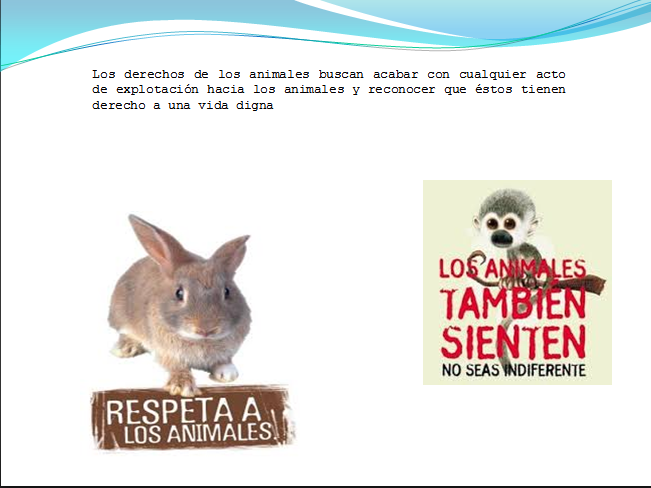 Los derechos de los animales buscan acabar con cualquier acto
de explotación hacia los animales y reconocer que éstos tienen
derecho a una vida digna
RESPETA A
LOS ANIMALES
LOS ANIMALES
TAMBIÉN
SIENTEN
NO SEAS INDIFERENTE